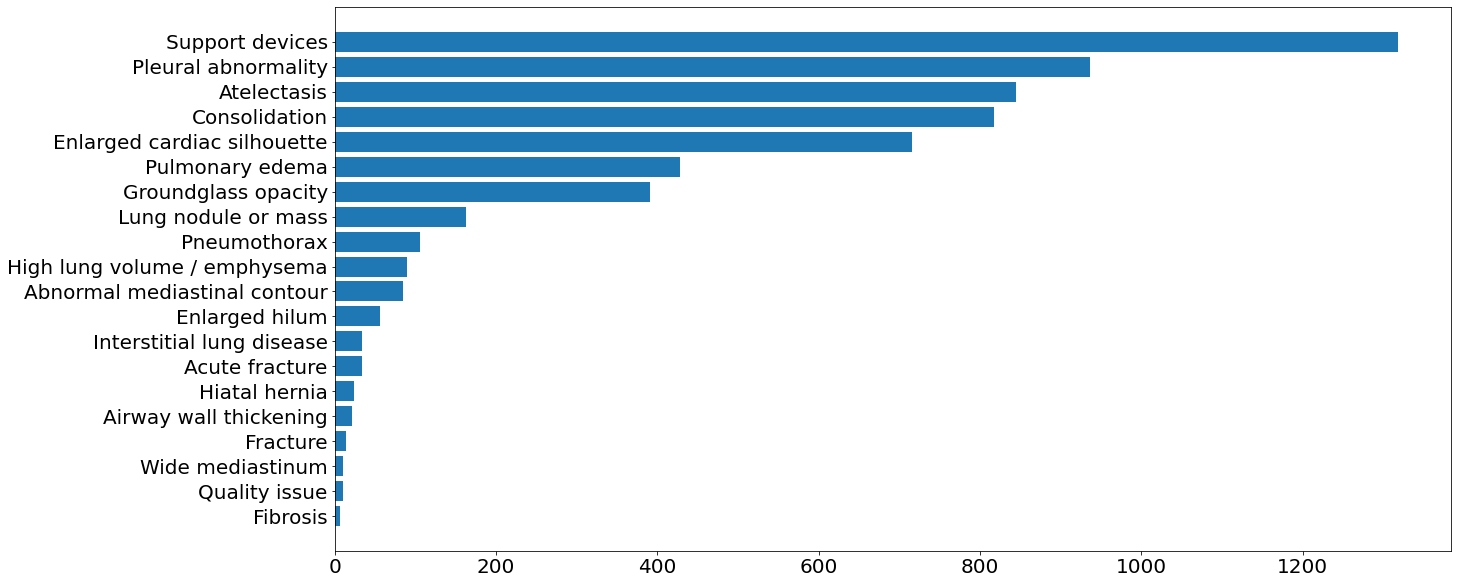 Support devices
Pleural abnormality
Atelectasis
Consolidation
Enlarged cardiac silhouette
Pulmonary edema
Groundglass opacity
Lung nodule or mass
Pneumothorax
High lung volume / emphysema
Abnormal mediastinal contour
Enlarged hilum
Interstitial lung disease
Acute fracture
Hiatal hernia
Airway wall thickening
Fracture
Wide mediastinum
Quality issue
Fibrosis
0 200 400 600 800 1000 1200